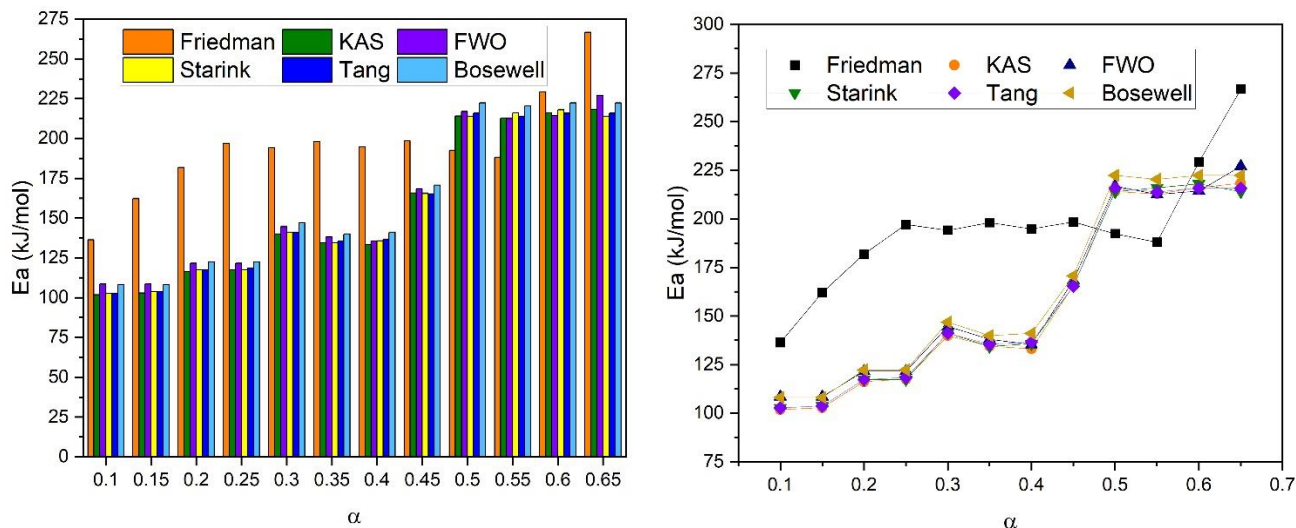 275
250
225
200
175
150
125
100
75
50
25
0
Ea (kJ/mol)
Friedman KAS FWO
Starink Tang Bosewell
0.1 0.15 0.2 0.25 0.3 0.35 0.4 0.45 0.5 0.55 0.6 0.65
α
300
275
250
225
200
175
150
125
100
75
Ea (kJ/mol)
Friedman KAS FWO
Starink Tang Bosewell
0.1 0.2 0.3 0.4 0.5 0.6 0.7
α